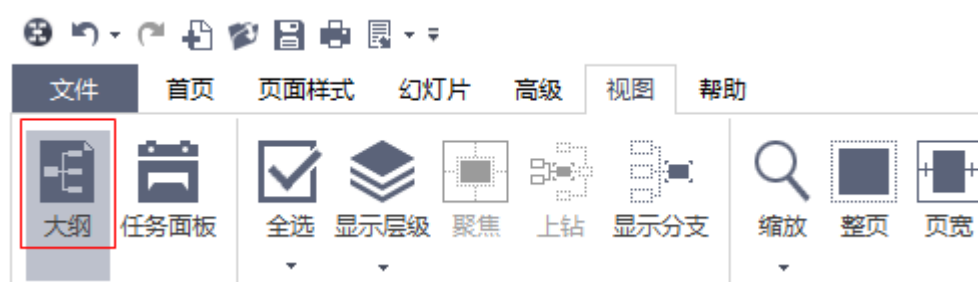 文件 首页 页面样式 幻灯片 高级 视图 帮助
大纲 任务面板 全选 显示层级 聚焦 上钻 显示分支 缩放 整页 页宽